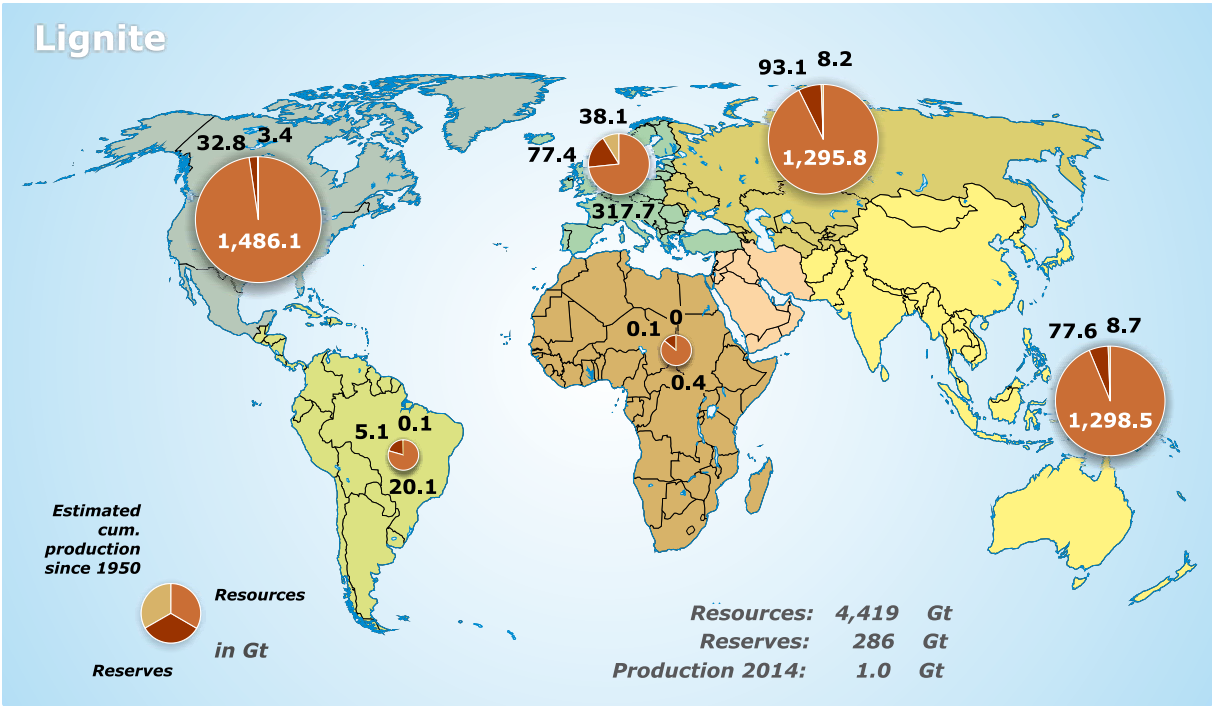 Lignite
93.1 8.2
1,295.8
38.1
77.4
317.7
32.8 3.4
1,486.1
0
0.1
0.4
77.6 8.7
1,298.5
5.1 0.1
20.1
Estimated
cum.
production
since 1950
Resources
in Gt
Reserves
Resources: 4,419 Gt
Reserves: 286 Gt
Production 2014: 1.0 Gt